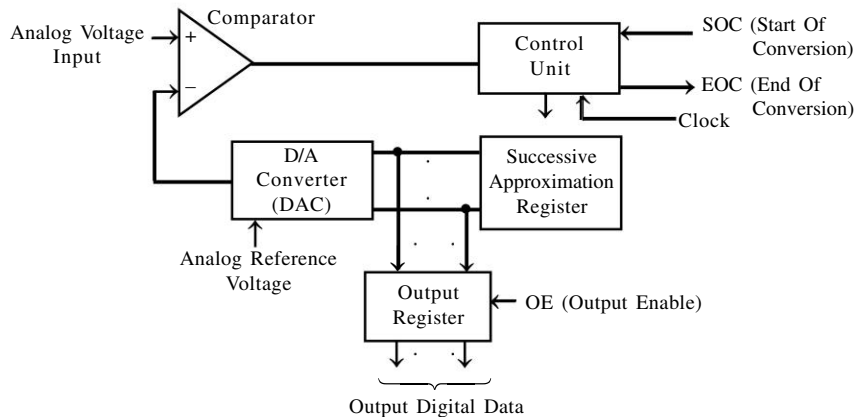 Comparator
Analog Voltage
Input
+
−
Control
Unit
SOC (Start Of
Conversion)
EOC (End Of
Conversion)
Clock
D/A
Converter
(DAC)
Successive
Approximation
Register
Analog Reference
Voltage
Output
Register
OE (Output Enable)
Output Digital Data